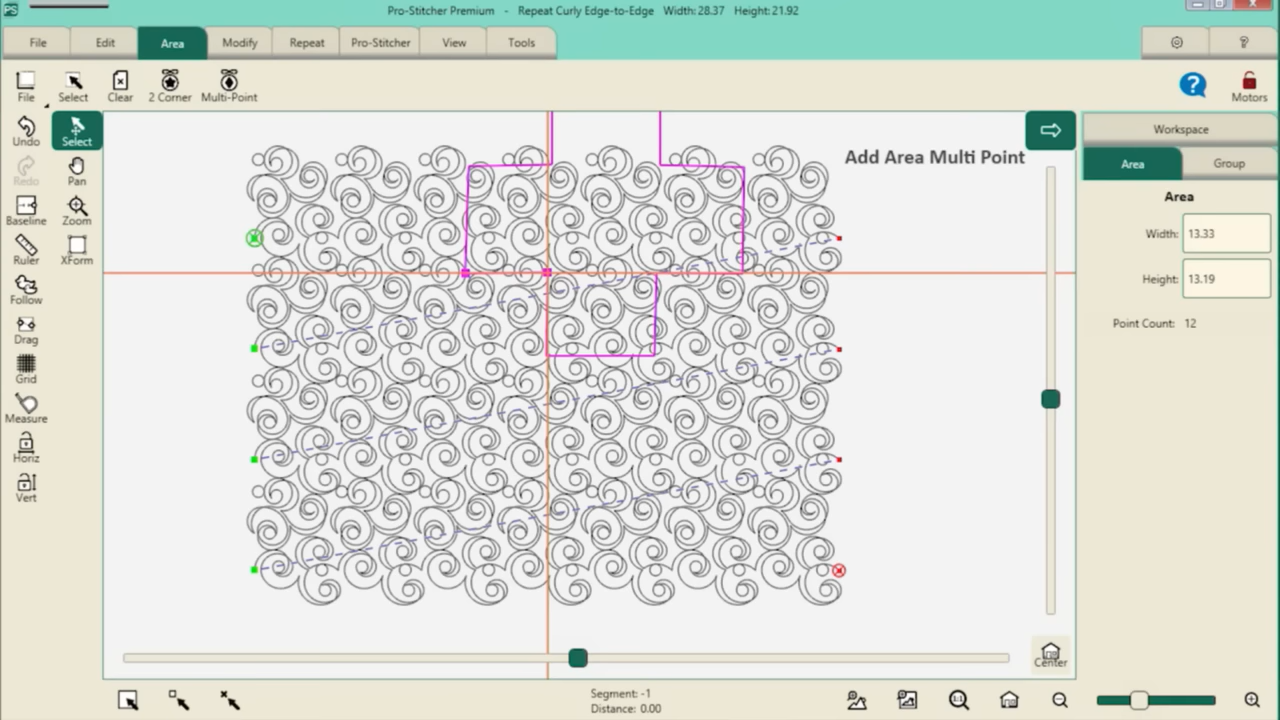 PS
Pro-Stitcher Premium - Repeat Curly Edge-to-Edge Width:28.37 Height:21.92
File Edit Area Modify Repeat Pro-Stitcher View Tools ?
File Select Clear 2 Corner Multi-Point ? Motors
Undo Select
Redo Pan
Baseline Zoom
Ruler XForm
Follow
Drag
Grid
Measure
Horiz
Vert
Add Area Multi Point
Center
Workspace
Area Group
Area
Width: 13.33
Height: 13.19
Point Count: 12
Segment: -1
Distance: 0.00
1:1